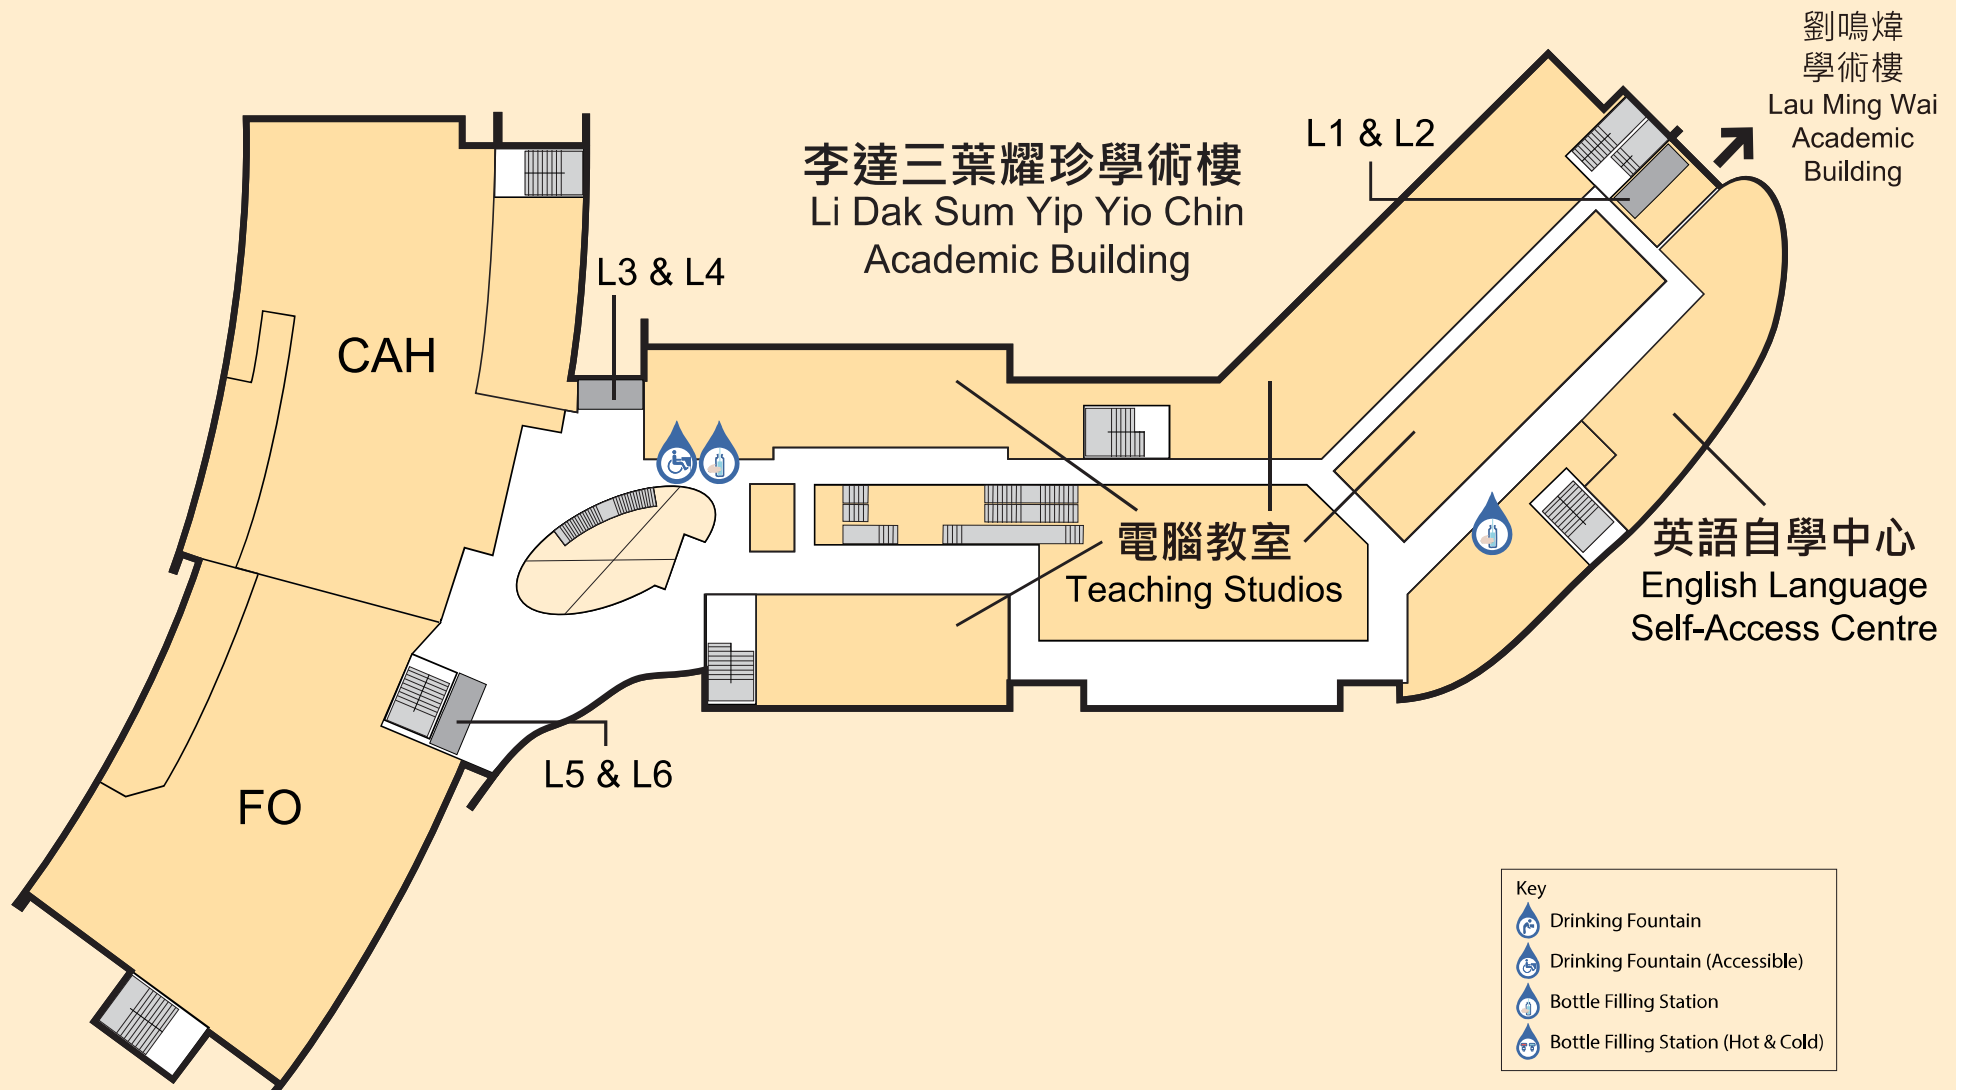 劉鳴煒
學術樓
Lau Ming Wai
Academic
Building
L1 & L2
李達三葉耀珍學術樓
Li Dak Sum Yip Yio Chin
Academic Building
L3 & L4
CAH
電腦教室
Teaching Studios
英語自學中心
English Language
Self-Access Centre
L5 & L6
FO
Key
Drinking Fountain
Drinking Fountain (Accessible)
Bottle Filling Station
Bottle Filling Station (Hot & Cold)